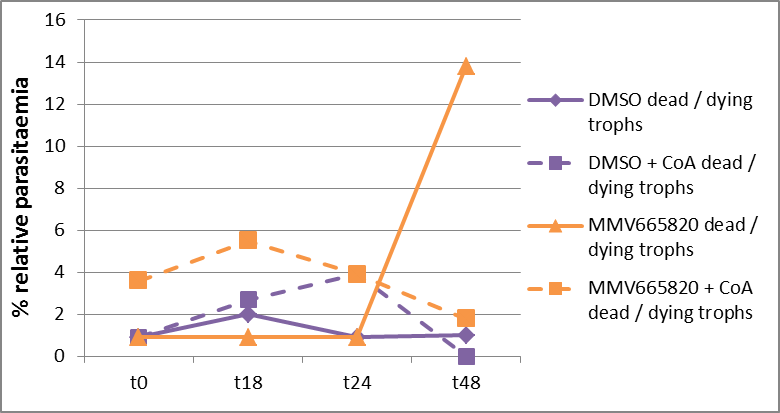 16
14
12
10
8
6
4
2
0
% relative parasitaemia
t0 t18 t24 t48
DMSO dead / dying
trophs
DMSO + CoA dead /
dying trophs
MMV665820 dead /
dying trophs
MMV665820 + CoA
dead / dying trophs